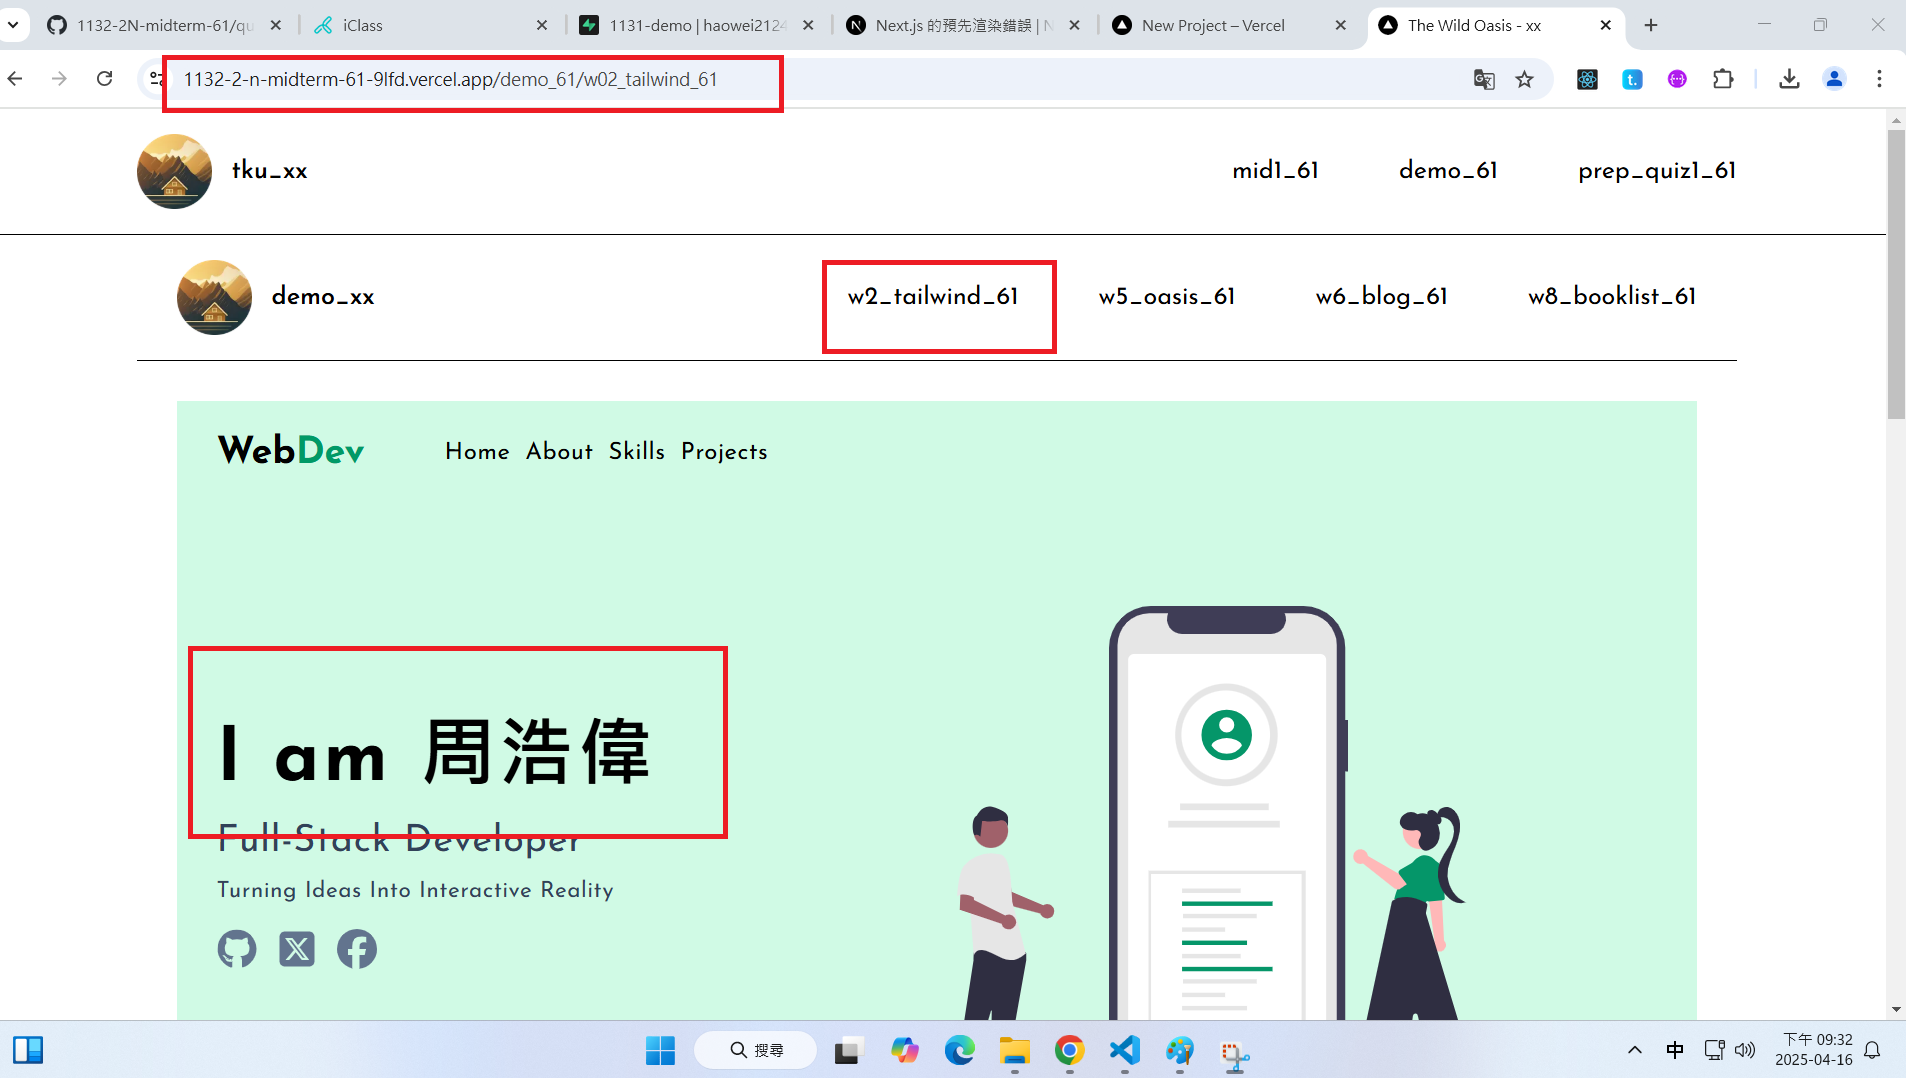 1132-2N-midterm-61/qu
iClass
1131-demo | haowei2124
Next.js 的預先渲染錯誤 | N
New Project – Vercel
The Wild Oasis - xx
1132-2-n-midterm-61-9lfd.vercel.app/demo_61/w02_tailwind_61
tku_xx
mid1_61
demo_61
prep_quiz1_61
demo_xx
w2_tailwind_61
w5_oasis_61
w6_blog_61
w8_booklist_61
WebDev
Home About Skills Projects
I am 周浩偉
Full-Stack Developer
Turning Ideas Into Interactive Reality
搜尋
中
下午 09:32
2025-04-16